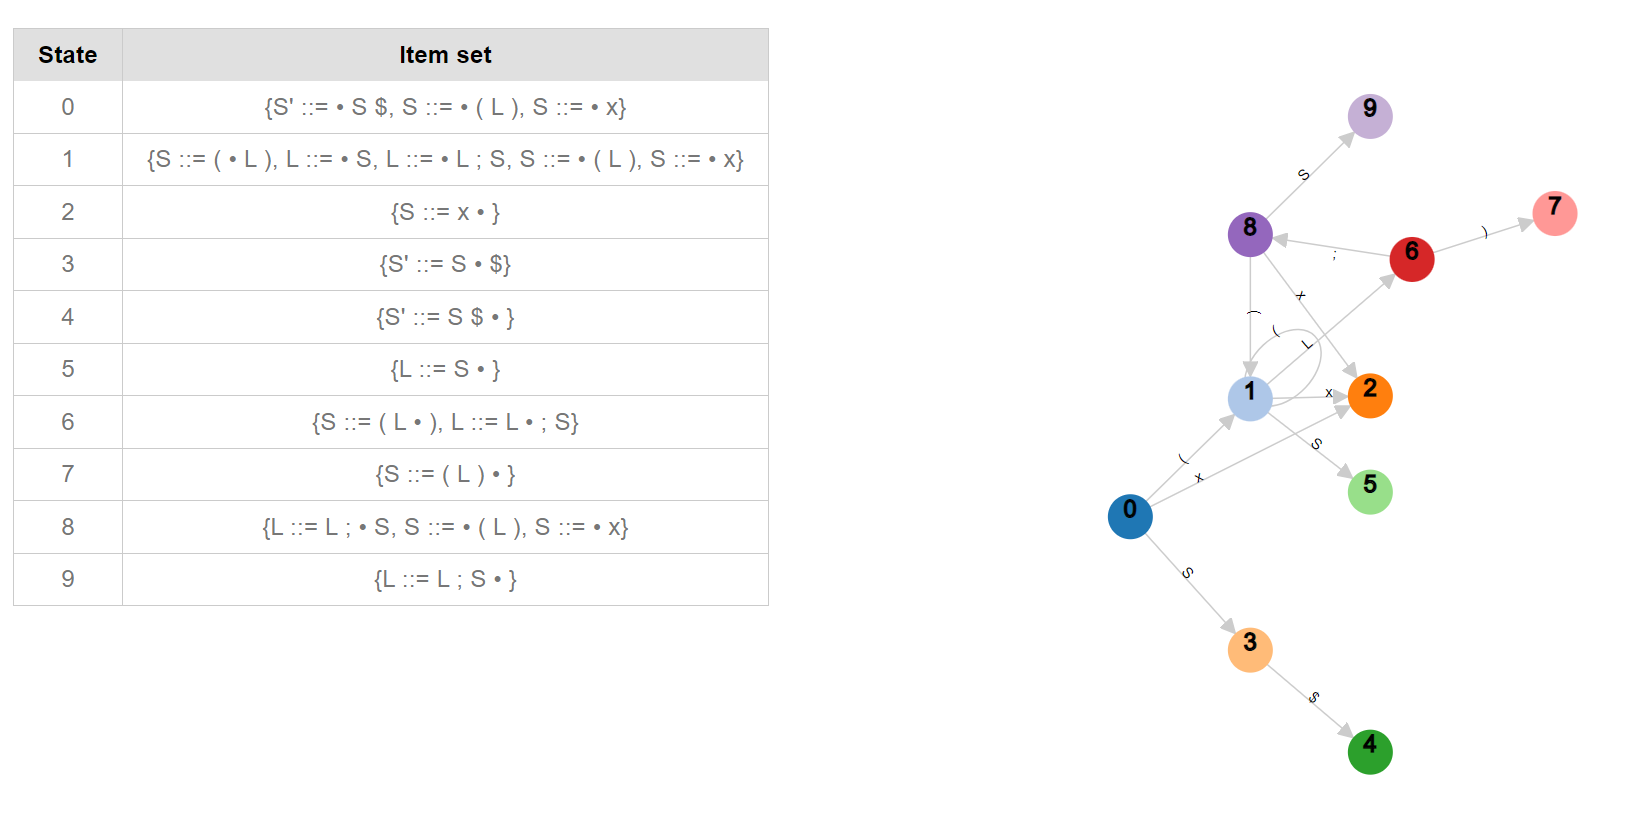 State Item set
0 {S' ::= • S $, S ::= • ( L ), S ::= • x}
1 {S ::= ( • L ), L ::= • S, L ::= • L ; S, S ::= • ( L ), S ::= • x}
2 {S ::= x • }
3 {S' ::= S • $}
4 {S' ::= S $ • }
5 {L ::= S • }
6 {S ::= ( L • ), L ::= L • ; S}
7 {S ::= ( L ) • }
8 {L ::= L ; • S, S ::= • ( L ), S ::= • x}
9 {L ::= L ; S • }
9
S
7
)
8
6
;
x
(
(
L
1
x
2
S
(
x
5
0
S
3
$
4